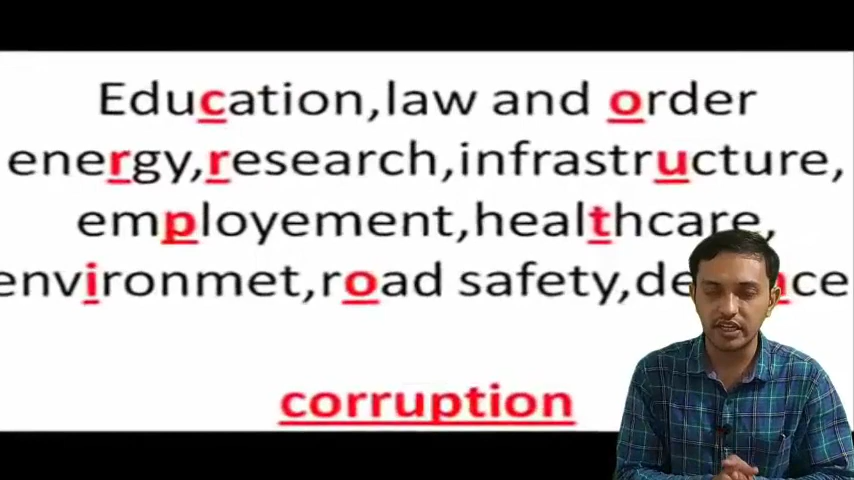 Education,law and order
energy,research,infrastructure,
employement,healthcare,
environmet,road safety,
corruption